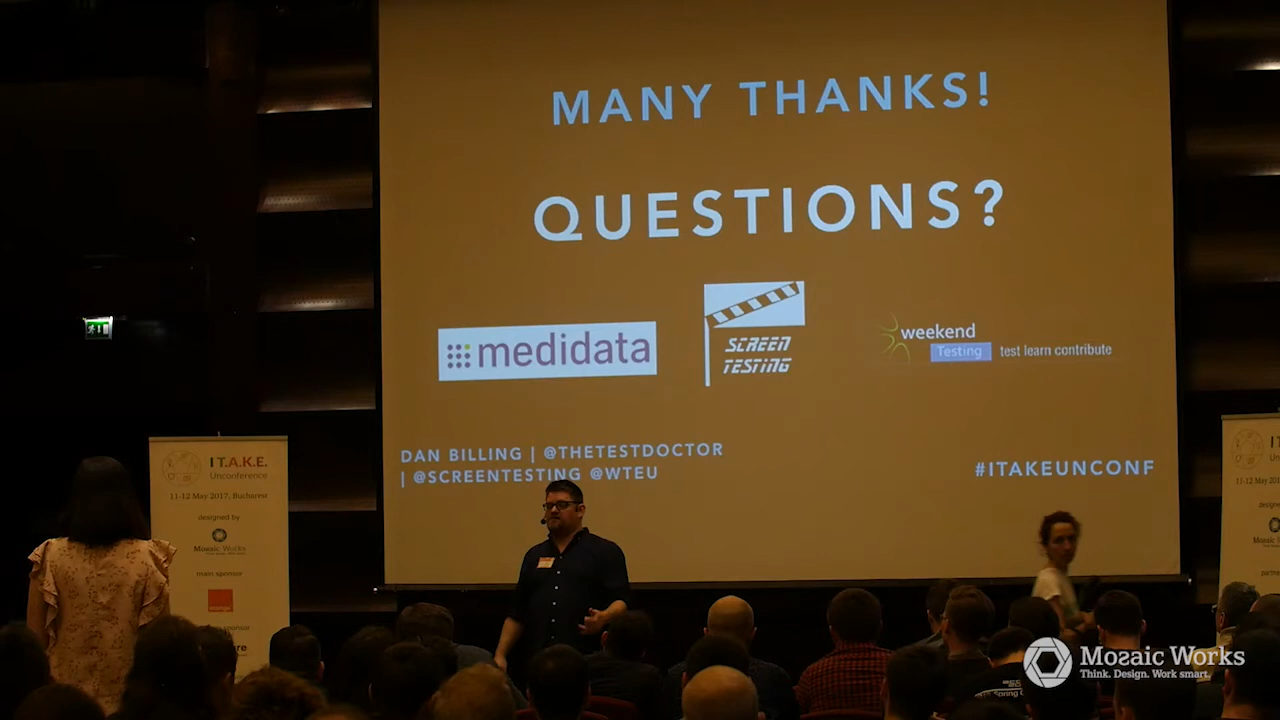 MANY THANKS!
QUESTIONS?
medidata
SCREEN
TESTING
weekend
Testing
test learn contribute
DAN BILLING | @THETESTDOCTOR
| @SCREENTESTING @WTEU
#ITAKEUNCONF
I T.A.K.E.
Unconference
11-12 May 2017, Bucharest
designed by
Mozaic Works
main sponsor
Mozaic Works
Think. Design. Work smart.